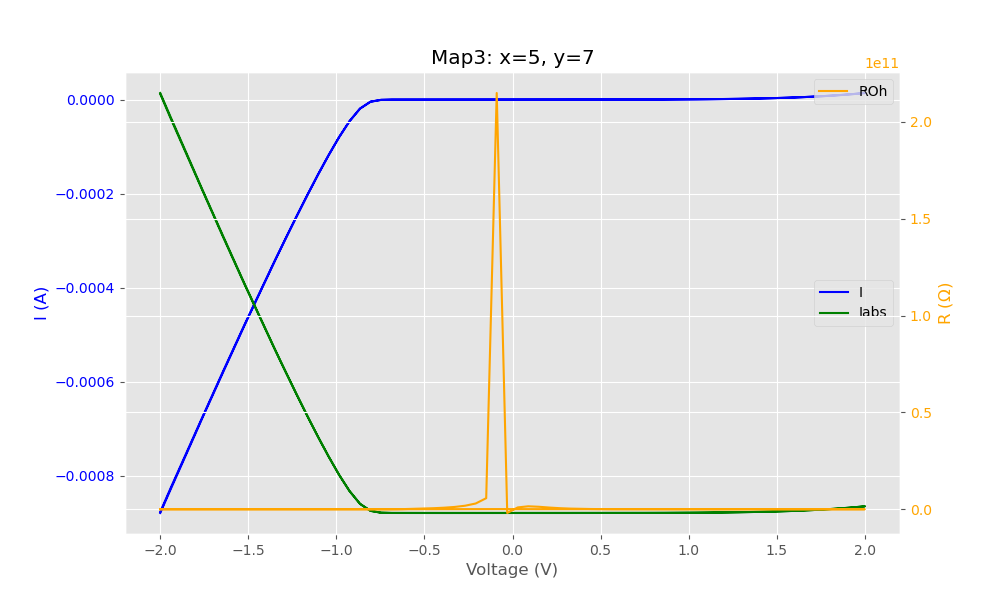 Map3: x=5, y=7
1e11
ROh
I
Iabs
I (A)
0.0000
−0.0002
−0.0004
−0.0006
−0.0008
R (Ω)
2.0
1.5
1.0
0.5
0.0
−2.0 −1.5 −1.0 −0.5 0.0 0.5 1.0 1.5 2.0
Voltage (V)